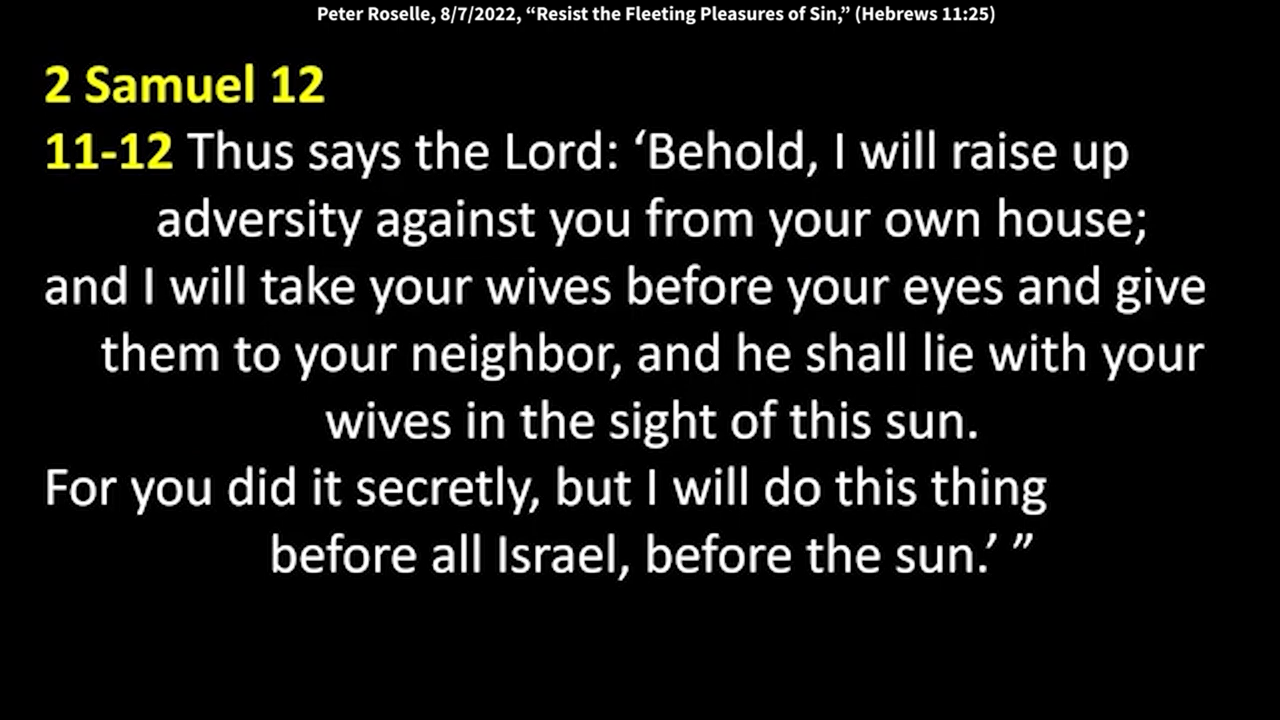 Peter Roselle, 8/7/2022, “Resist the Fleeting Pleasures of Sin,” (Hebrews 11:25)
2 Samuel 12
11-12 Thus says the Lord: ‘Behold, I will raise up
adversity against you from your own house;
and I will take your wives before your eyes and give
them to your neighbor, and he shall lie with your
wives in the sight of this sun.
For you did it secretly, but I will do this thing
before all Israel, before the sun.’ ”